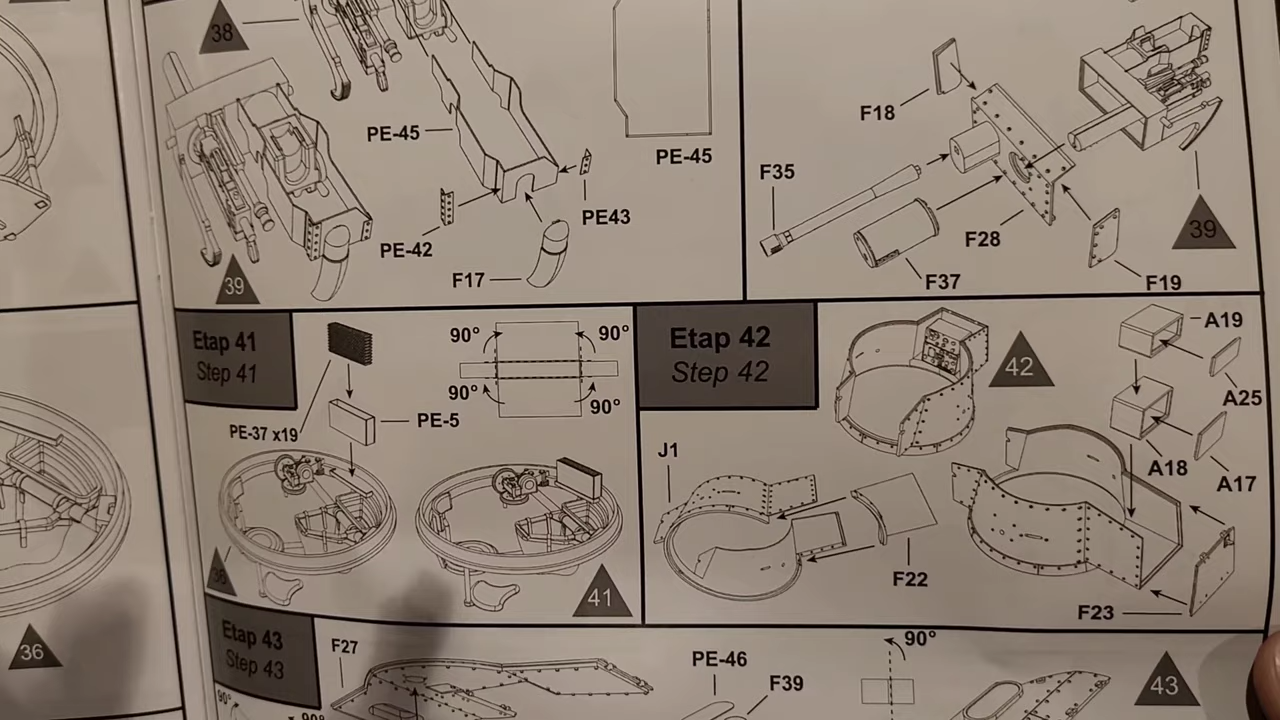 38
PE-45
PE-45
PE43
PE-42
F17
39
F18
F35
F28
F37
F19
39
Etap 41
Step 41
90°
90°
90°
90°
PE-37 x19
PE-5
36
41
Etap 42
Step 42
42
A19
A25
A18
A17
J1
F22
F23
36
Etap 43
Step 43
F27
90°
90°
PE-46
F39
90°
43